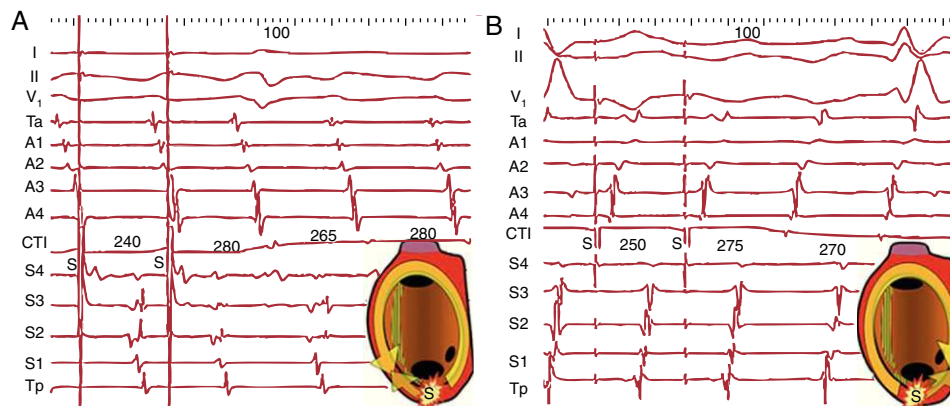 A
100
I
II
V1
Ta
A1
A2
A3
A4
CTI
240 280 265 280
S S
S4
S3
S2
S1
Tp
S
B
100
I
II
V1
Ta
A1
A2
A3
A4
CTI
S 250 S 275 270
S4
S3
S2
S1
Tp
S